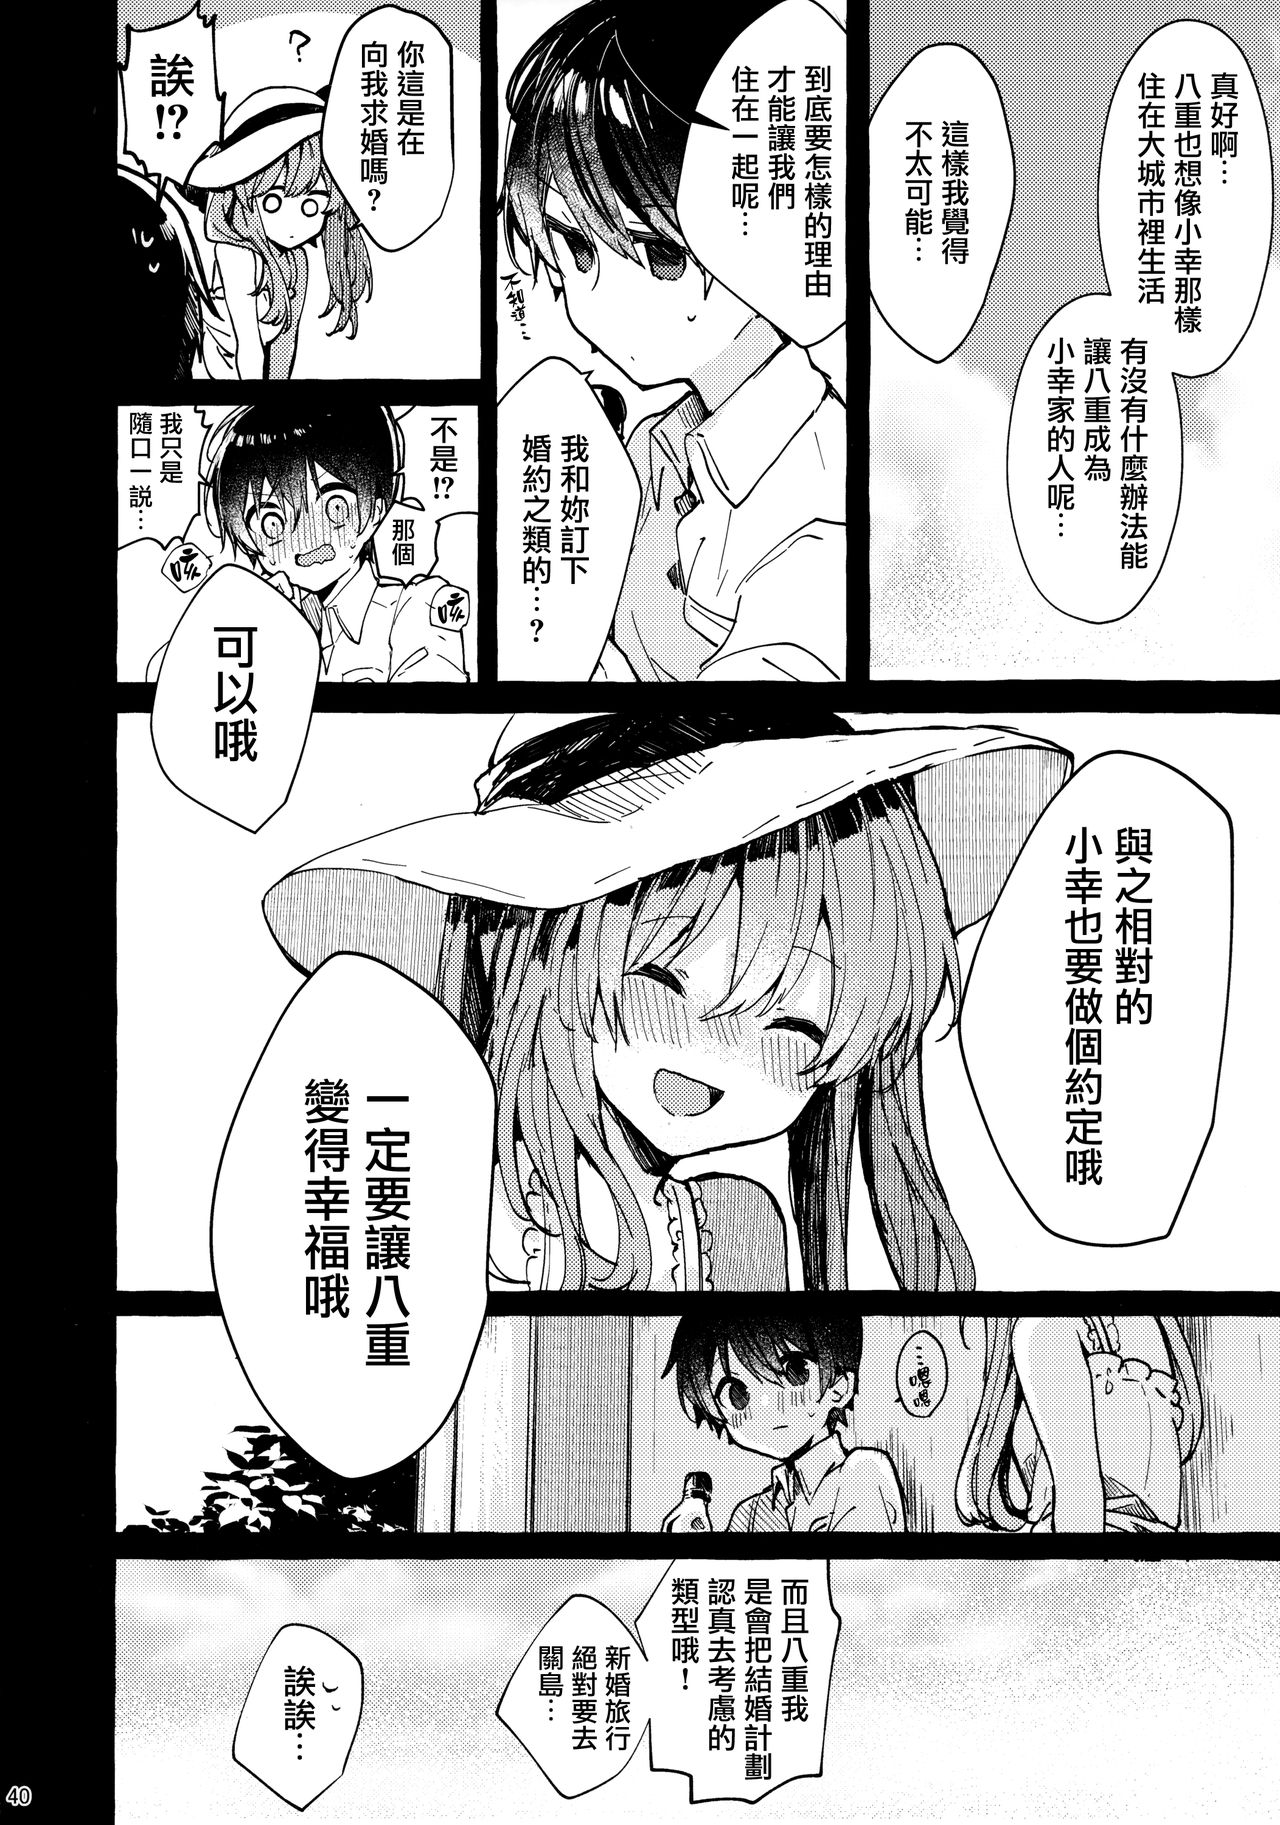 真好啊…
八重也想像小幸那樣
住在大城市裡生活
有沒有什麼辦法能
讓八重成為
小幸家的人呢…
這樣我覺得
不太可能…
到底要怎樣的理由
才能讓我們
住在一起呢…
不知道…
我和妳訂下
婚約之類的…?
?
你這是在
向我求婚嗎?
誒!?
不是!?
那個
我只是
隨口一説…
咳
咳
可以哦
與之相對的
小幸也要做個約定哦
一定要讓八重
變得幸福哦
…嗯嗯
而且八重我
是會把結婚計劃
認真去考慮的
類型哦!
新婚旅行
絕對要去
關島…
誒誒…
40